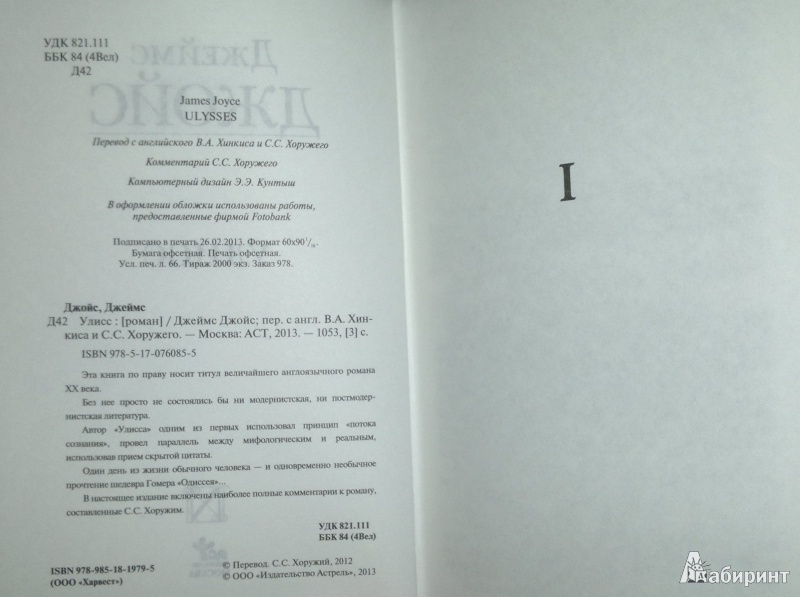 УДК 821.111
ББК 84 (4Вел)
Д42
James Joyce
ULYSSES
Перевод с английского В.А. Хинкиса и С.С. Хоружего
Комментарий С.С. Хоружего
Компьютерный дизайн Э.Э. Кунтыш
В оформлении обложки использованы работы,
предоставленные фирмой Fotobank
Подписано в печать 26.02.2013. Формат 60х90 1/16.
Бумага офсетная. Печать офсетная.
Усл. печ. л. 66. Тираж 2000 экз. Заказ 978.
Джойс, Джеймс
Д42 Улисс : [роман] / Джеймс Джойс; пер. с англ. В.А. Хин-
киса и С.С. Хоружего. — Москва: АСТ, 2013. — 1053, [3] с.
ISBN 978-5-17-076085-5
Эта книга по праву носит титул величайшего англоязычного романа
XX века.
Без нее просто не состоялись бы ни модернистская, ни постмодер-
нистская литература.
Автор «Улисса» одним из первых использовал принцип «потока
сознания», провел параллель между мифологическим и реальным,
использовав прием скрытой цитаты.
Один день из жизни обычного человека — и одновременно необычное
прочтение шедевра Гомера «Одиссея»...
В настоящее издание включены наиболее полные комментарии к роману,
составленные С.С. Хоружим.
УДК 821.111
ББК 84 (4Вел)
ISBN 978-985-18-1979-5
(ООО «Харвест»)
© Перевод. С.С. Хоружий, 2012
© ООО «Издательство Астрель», 2013
I
Лабиринт